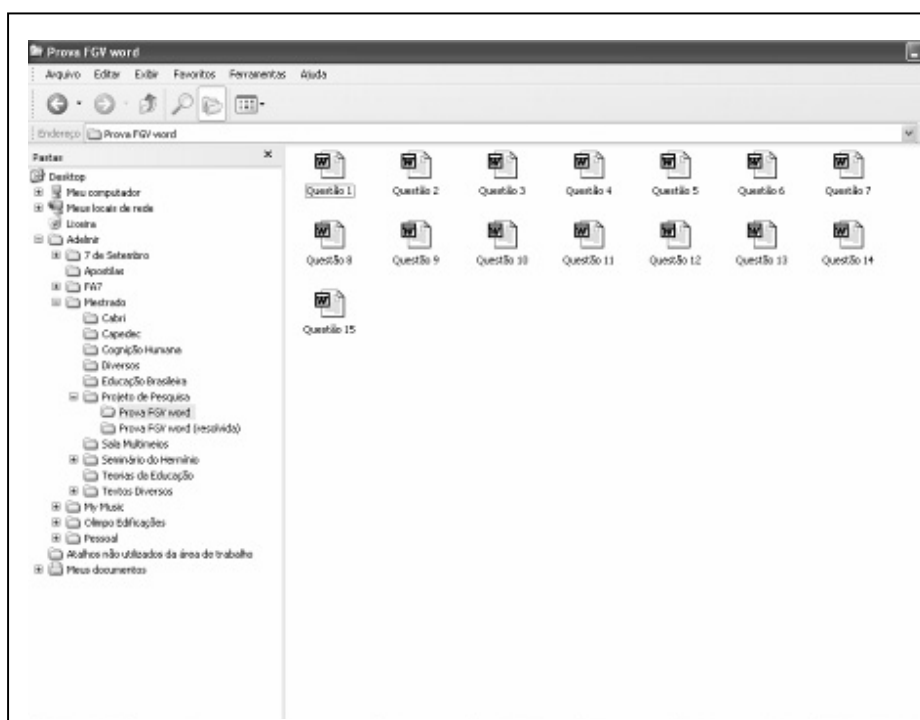 Prova FGV word
Arquivo Editar Exibir Favoritos Ferramentas Ajuda
Endereço Prova FGV word
Pastas
Desktop
Meu computador
Meus locais de rede
Lixeira
Adelmir
7 de Setembro
Apostilas
FA7
Mestrado
Cabri
Capedec
Cognição Humana
Diversos
Educação Brasileira
Projeto de Pesquisa
Prova FGV word
Prova FGV word (resolvida)
Sala Multimeios
Seminário do Hermínio
Teorias da Educação
Textos Diversos
My Music
Olimpo Edificações
Pessoal
Atalhos não utilizados da área de trabalho
Meus documentos
Questão 1 Questão 2 Questão 3 Questão 4 Questão 5 Questão 6 Questão 7
Questão 8 Questão 9 Questão 10 Questão 11 Questão 12 Questão 13 Questão 14
Questão 15